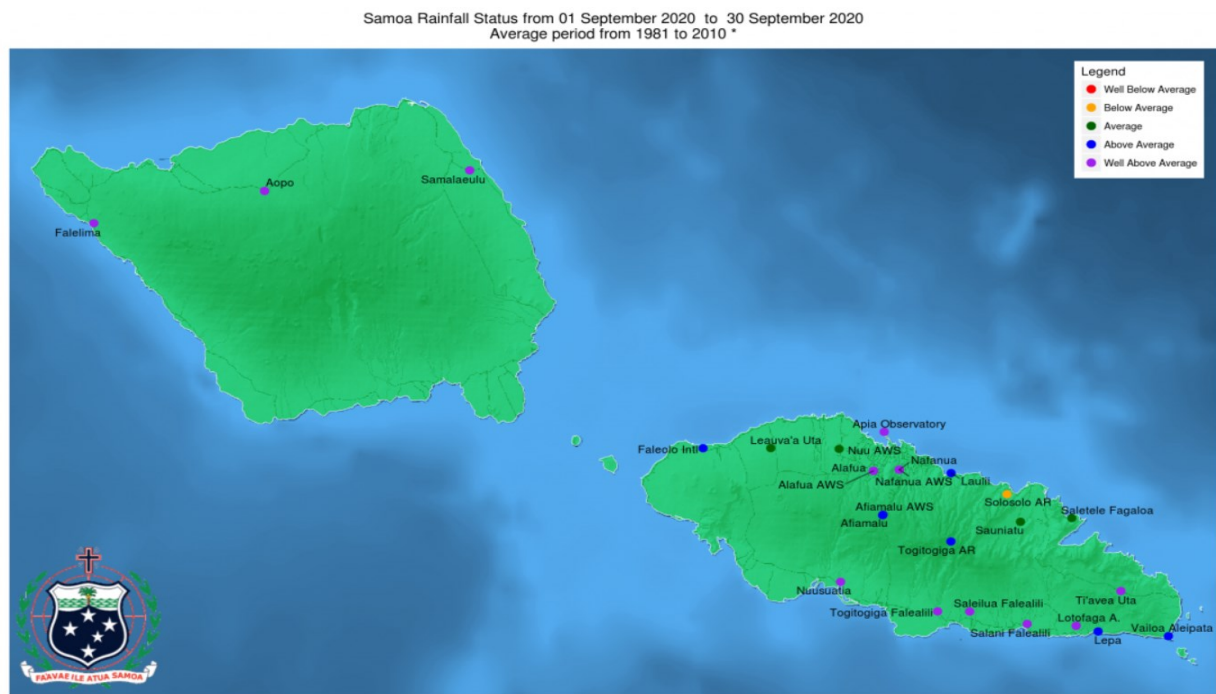 Samoa Rainfall Status from 01 September 2020 to 30 September 2020
Average period from 1981 to 2010 *
Legend
Well Below Average
Below Average
Average
Above Average
Well Above Average
Aopo
Samalaeulu
Falelima
Apia Observatory
Faleolo Intl
Leauva'a Uta
Nuu AWS
Nafanua
Alafua
Alafua AWS
Nafanua AWS
Laulii
Solosolo AR
Afiamalu AWS
Saletele Fagaloa
Afiamalu
Sauniatu
Togitogiga AR
Nuusuatia
Ti'avea Uta
Saleilua Falealili
Togitogiga Falealili
Lotofaga A.
Salani Falealili
Vailoa Aleipata
Lepa
FAAVAE ILE ATUA SAMOA